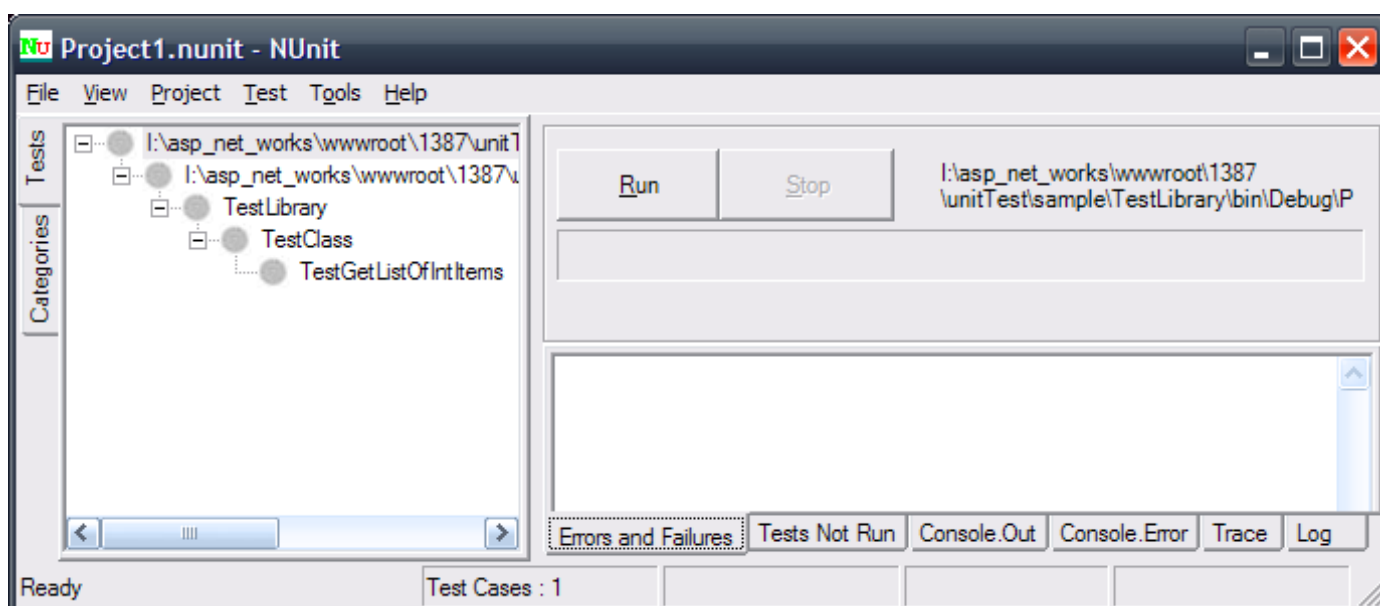 NU Project1.nunit - NUnit
File View Project Test Tools Help
Tests
Categories
I:\asp_net_works\wwwroot\1387\unitT
I:\asp_net_works\wwwroot\1387\u
TestLibrary
TestClass
TestGetListOfIntItems
Run
Stop
I:\asp_net_works\wwwroot\1387
\unitTest\sample\TestLibrary\bin\Debug\P
Errors and Failures Tests Not Run Console.Out Console.Error Trace Log
Ready Test Cases : 1